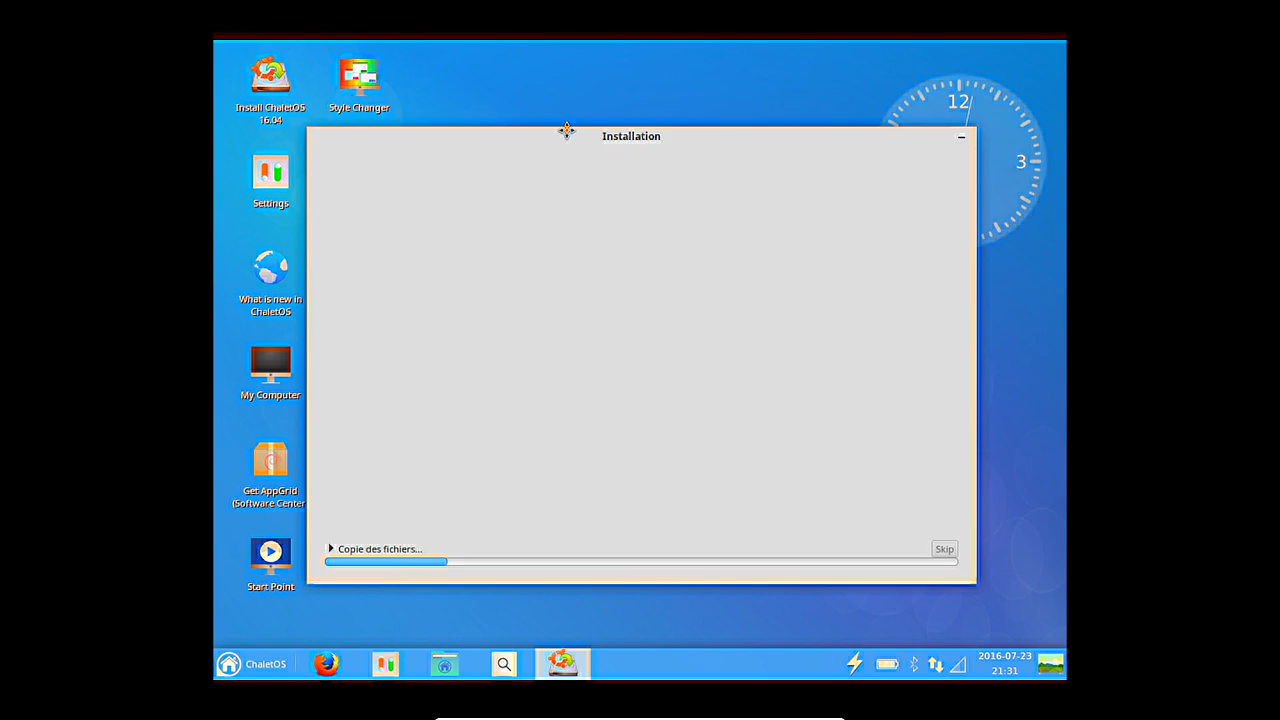 Install ChaletOS
16.04
Style Changer
12
3
Installation
Settings
What is new in
ChaletOS
My Computer
Get AppGrid
(Software Center
Start Point
Copie des fichiers...
Skip
ChaletOS
2016-07-23
21:31